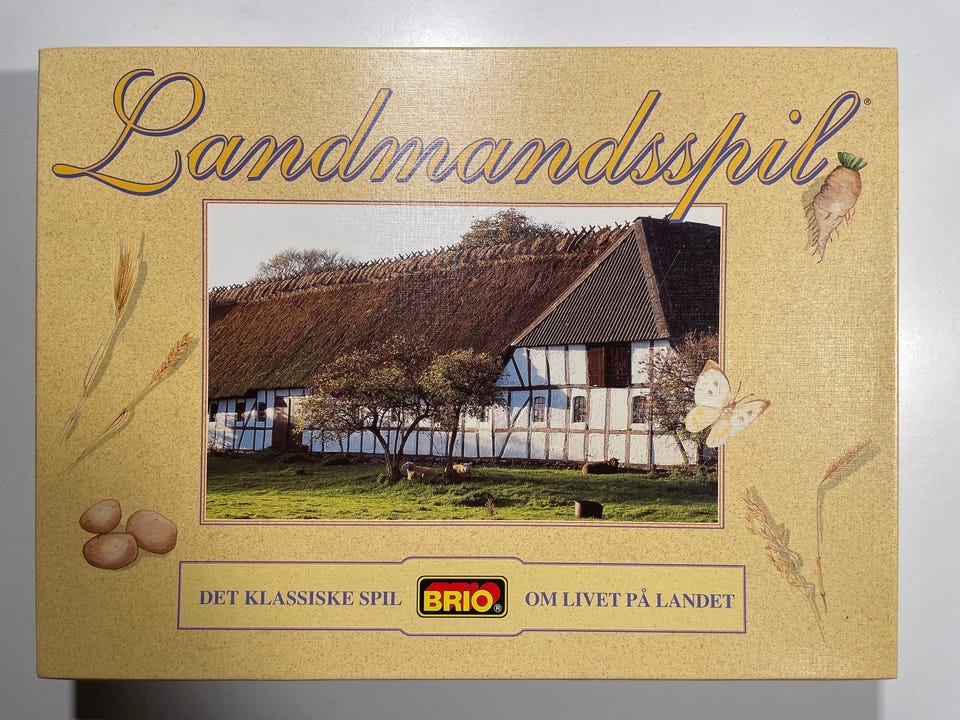 Landmandsspil®
DET KLASSISKE SPIL BRIO® OM LIVET PÅ LANDET